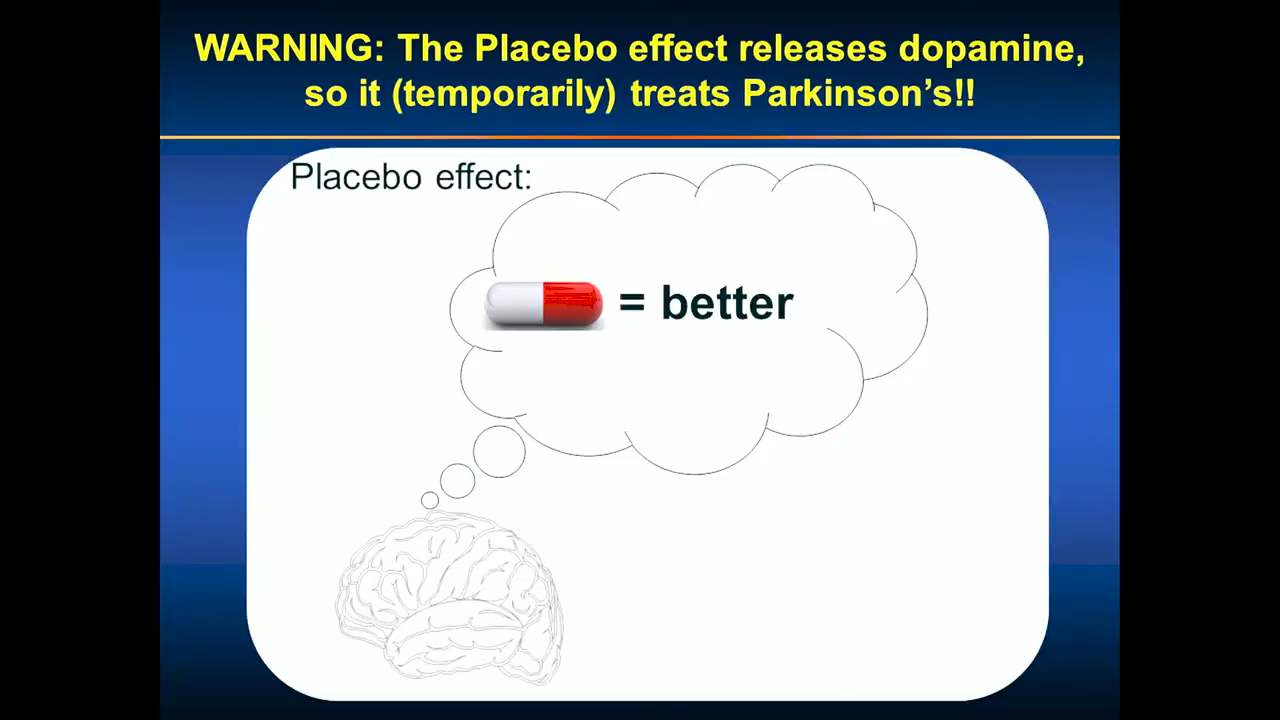 WARNING: The Placebo effect releases dopamine,
so it (temporarily) treats Parkinson’s!!
Placebo effect:
= better